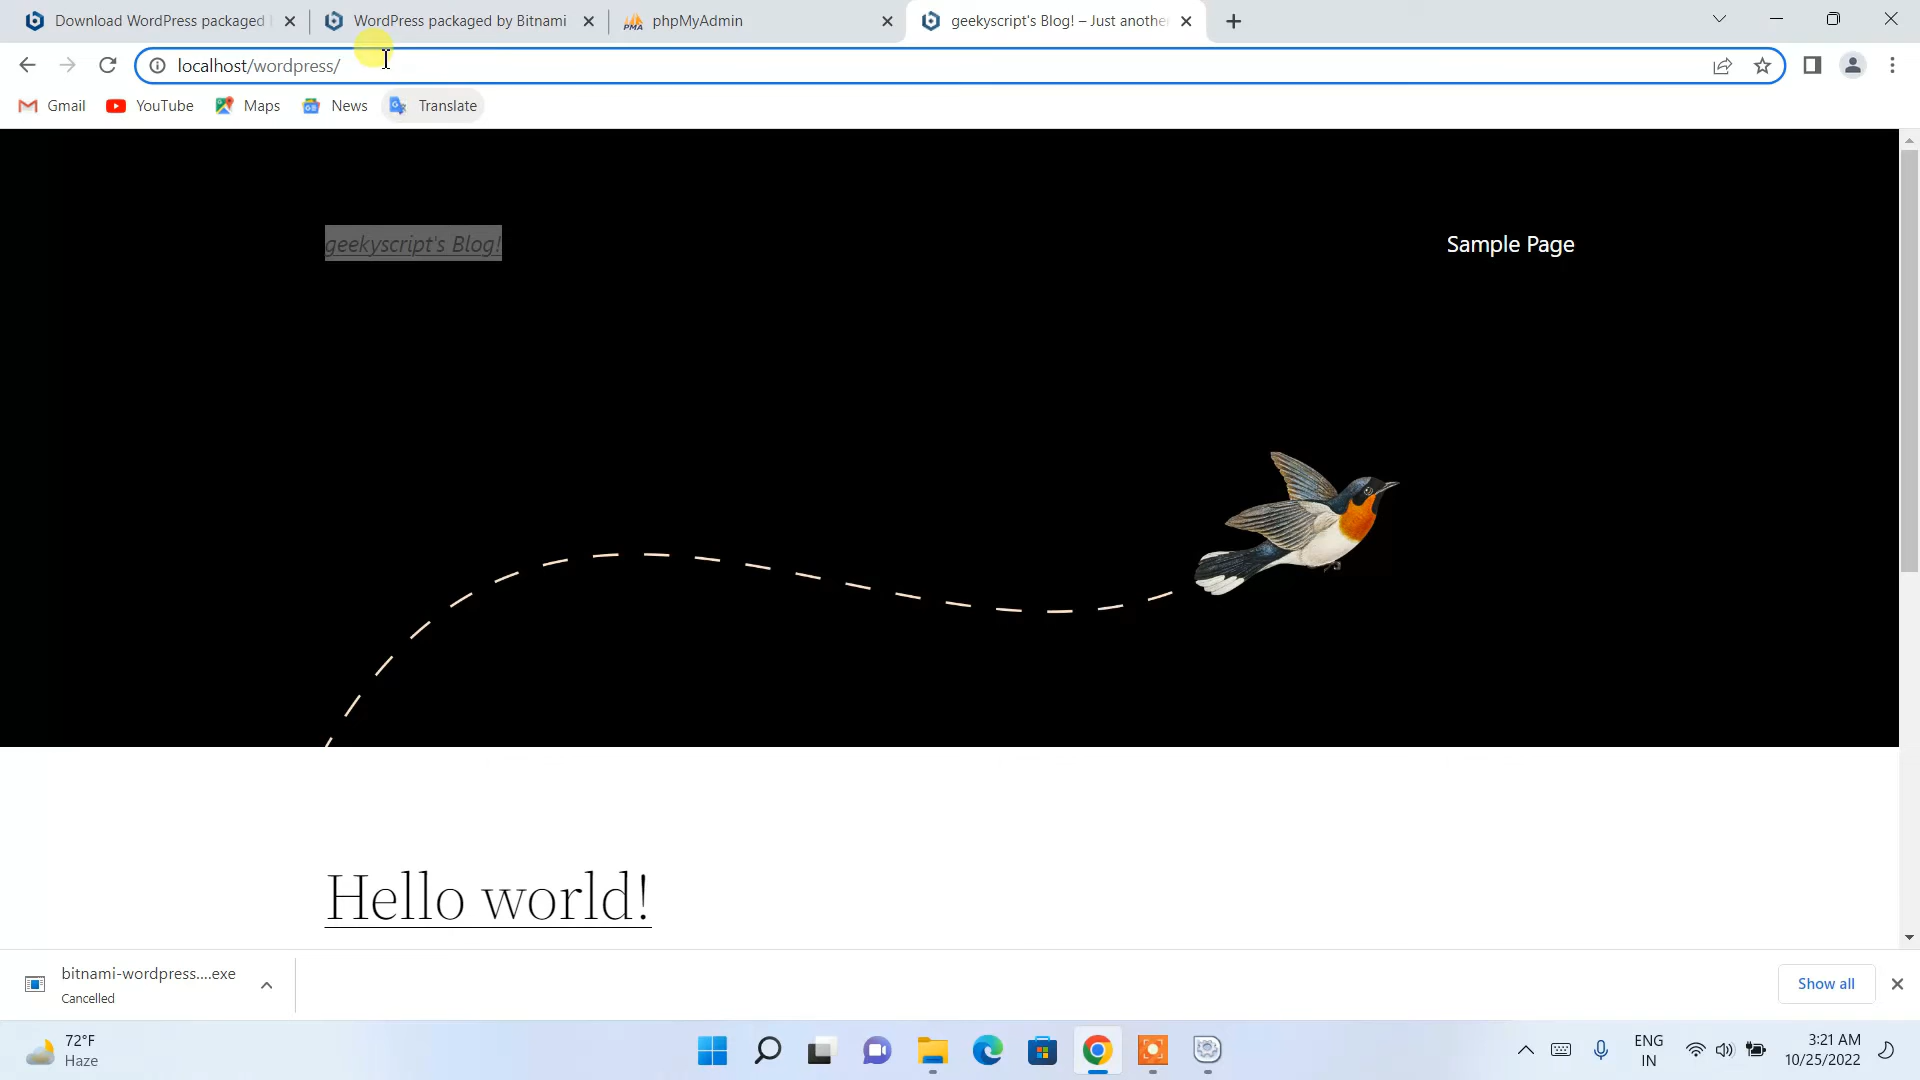 Download WordPress packaged
WordPress packaged by Bitnami
PMA phpMyAdmin
geekyscript's Blog! – Just another
localhost/wordpress/
Gmail
YouTube
Maps
News
Translate
geekyscript's Blog!
Sample Page
Hello world!
bitnami-wordpress....exe
Cancelled
Show all
72°F
Haze
ENG
IN
3:21 AM
10/25/2022